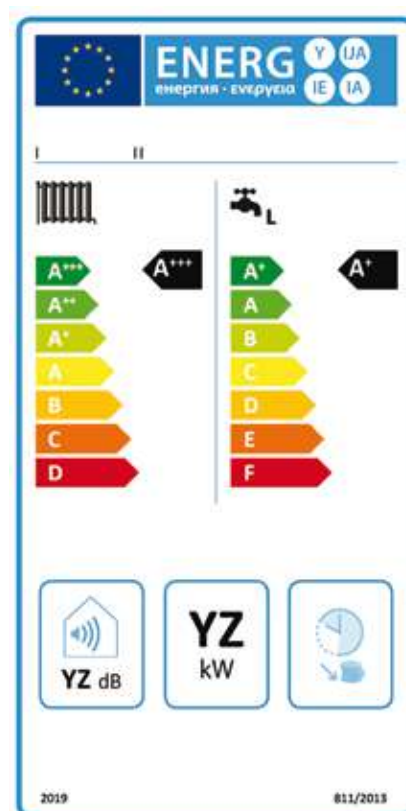 ENERG Y IJA
енергия · ενεργεια IE IA
I II
L
A+++ A+++ A+ A+
A++ A
A+ B
A C
B D
C E
D F
YZ dB
YZ
kW
2019 811/2013